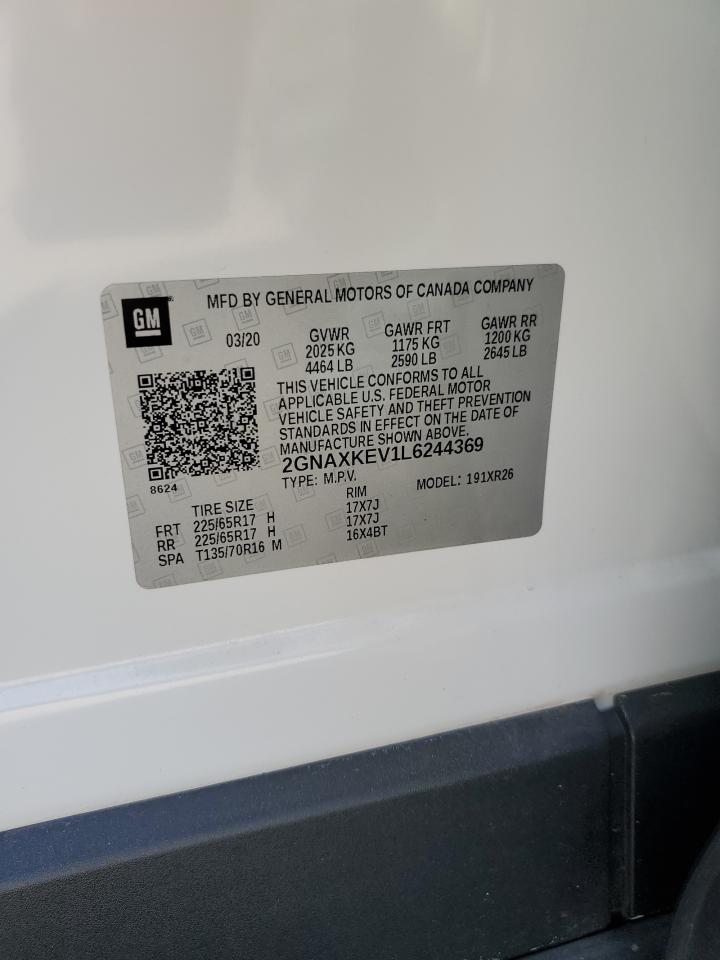 GM
MFD BY GENERAL MOTORS OF CANADA COMPANY
03/20
GVWR GAWR FRT GAWR RR
2025 KG 1175 KG 1200 KG
4464 LB 2590 LB 2645 LB
THIS VEHICLE CONFORMS TO ALL
APPLICABLE U.S. FEDERAL MOTOR
VEHICLE SAFETY AND THEFT PREVENTION
STANDARDS IN EFFECT ON THE DATE OF
MANUFACTURE SHOWN ABOVE.
2GNAXKEV1L6244369
8624
TYPE: M.P.V. MODEL: 191XR26
TIRE SIZE RIM
FRT 225/65R17 H 17X7J
RR 225/65R17 H 17X7J
SPA T135/70R16 M 16X4BT